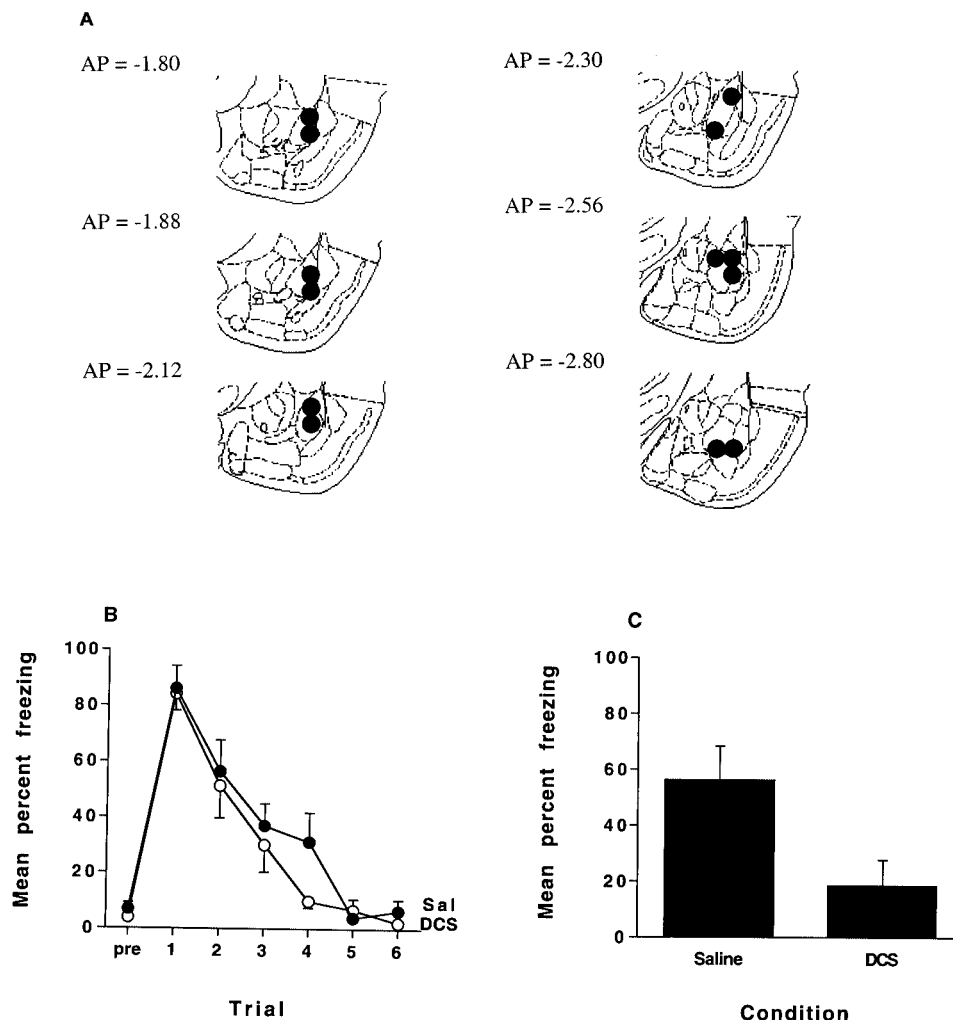 A
AP = -1.80
AP = -2.30
AP = -1.88
AP = -2.56
AP = -2.12
AP = -2.80
B
Mean percent freezing
100
80
60
40
20
0
Sal
DCS
pre 1 2 3 4 5 6
Trial
C
Mean percent freezing
100
80
60
40
20
0
Saline DCS
Condition